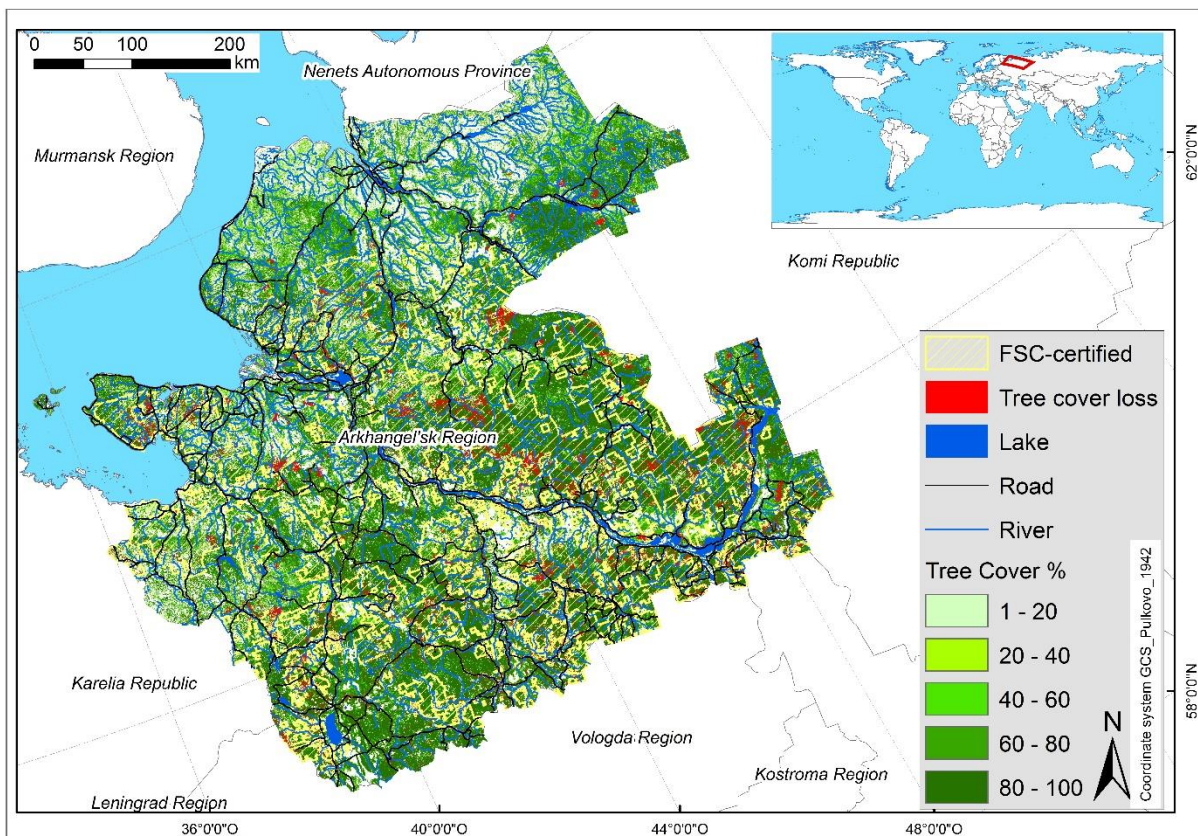 0 50 100 200
km
Nenets Autonomous Province
Murmansk Region
62°0'0"N
Komi Republic
FSC-certified
Tree cover loss
Lake
Road
River
Tree Cover %
1 - 20
20 - 40
40 - 60
60 - 80
80 - 100
N
Coordinate system GCS_Pulkovo_1942
Arkhangel'sk Region
58°0'0"N
Karelia Republic
Vologda Region
Kostroma Region
Leningrad Region
36°0'0"O
40°0'0"O
44°0'0"O
48°0'0"O